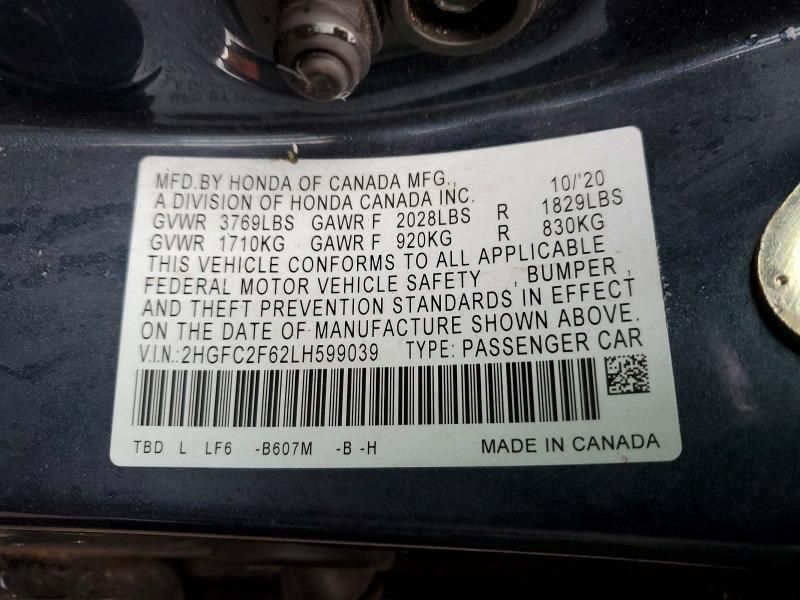 MFD.BY HONDA OF CANADA MFG., 10/'20
A DIVISION OF HONDA CANADA INC.
GVWR 3769LBS GAWR F 2028LBS R 1829LBS
GVWR 1710KG GAWR F 920KG R 830KG
THIS VEHICLE CONFORMS TO ALL APPLICABLE
FEDERAL MOTOR VEHICLE SAFETY , BUMPER ,
AND THEFT PREVENTION STANDARDS IN EFFECT
ON THE DATE OF MANUFACTURE SHOWN ABOVE.
V.I.N.:2HGFC2F62LH599039 TYPE: PASSENGER CAR
TBD L LF6 -B607M -B -H MADE IN CANADA